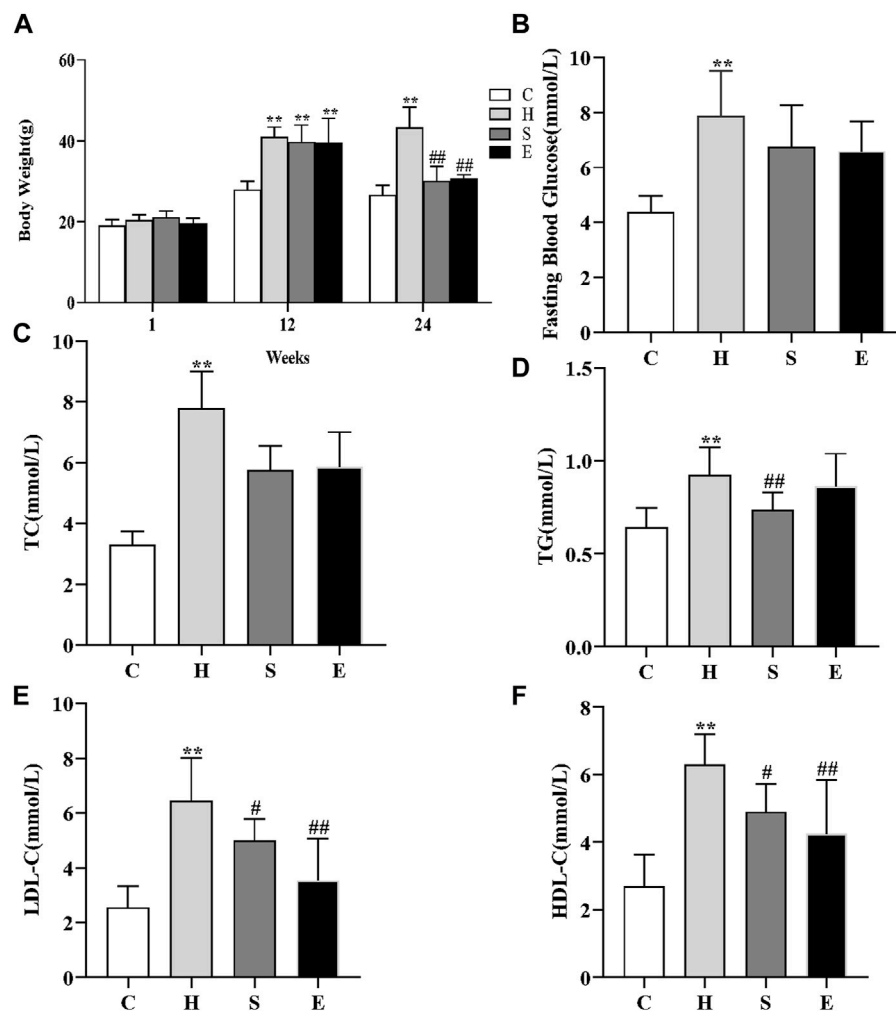 A
Body Weight(g)
60
40
20
0
** ** **
**
## ##
1 12 24
Weeks
C
H
S
E
B
Fasting Blood Glucose(mmol/L)
10
8
6
4
2
0
**
C H S E
C
TC(mmol/L)
10
8
6
4
2
0
**
C H S E
D
TG(mmol/L)
1.5
1.0
0.5
0.0
**
##
C H S E
E
LDL-C(mmol/L)
10
8
6
4
2
0
**
#
##
C H S E
F
HDL-C(mmol/L)
8
6
4
2
0
**
#
##
C H S E